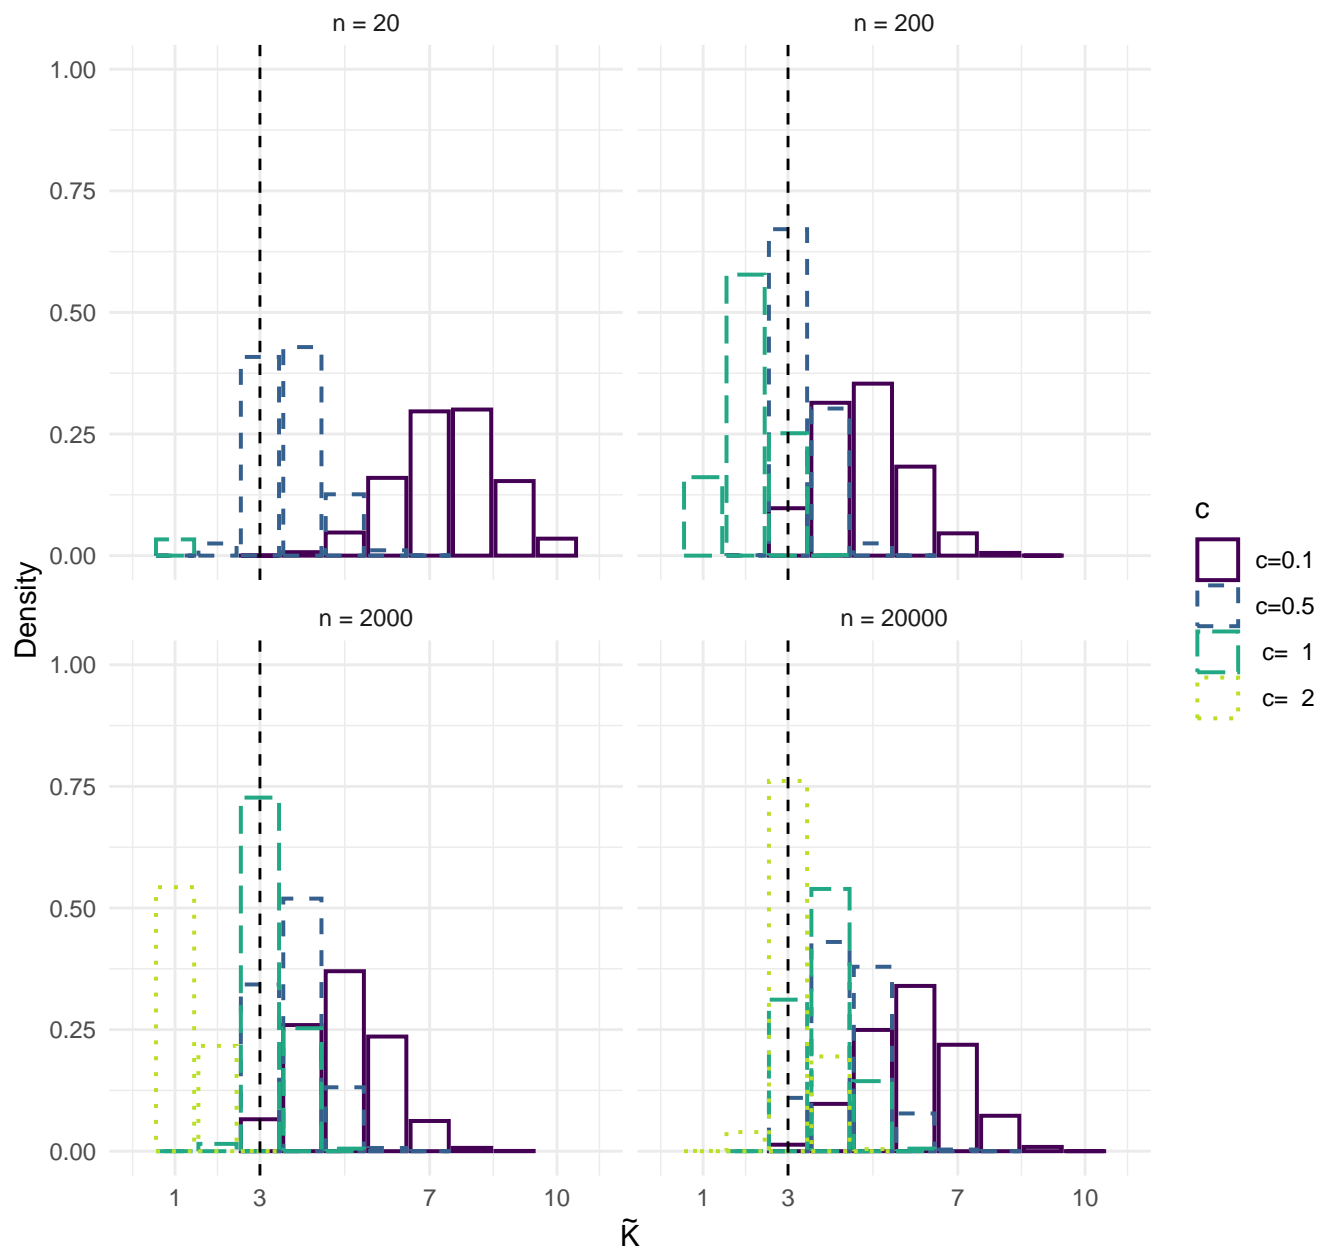 n = 20
n = 200
1.00
0.75
0.50
0.25
0.00
n = 2000
n = 20000
1.00
0.75
0.50
0.25
0.00
1 3 7 10
1 3 7 10
Density
K̃
c
c=0.1
c=0.5
c= 1
c= 2